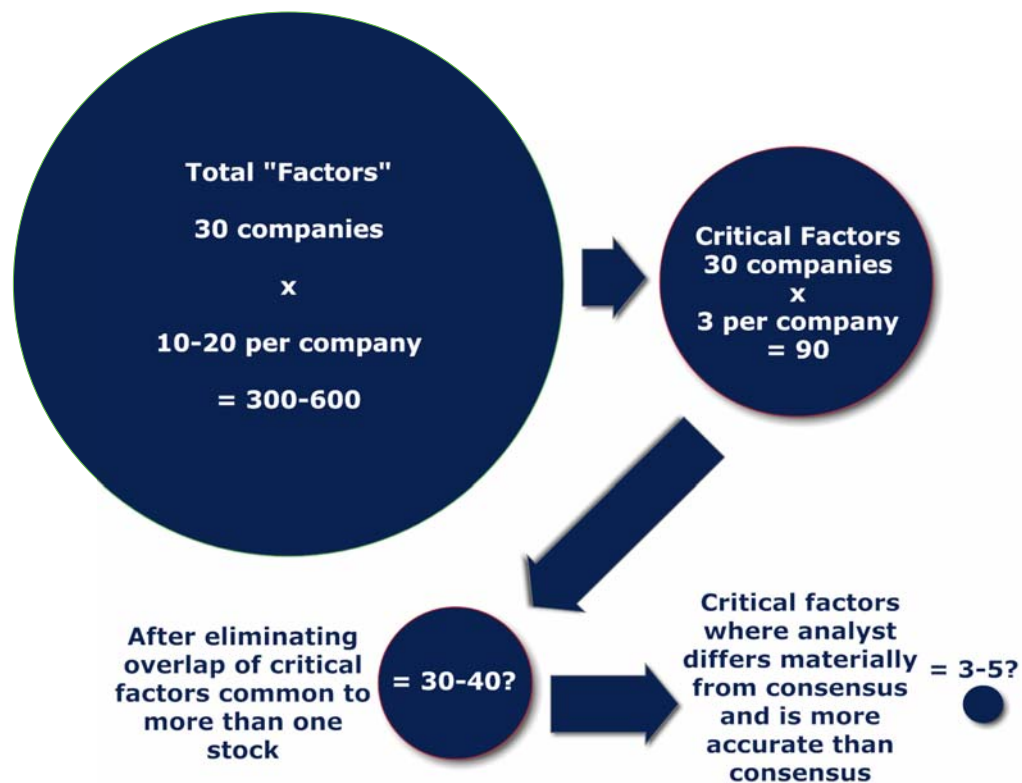 Total "Factors"
30 companies
x
10-20 per company
= 300-600
Critical Factors
30 companies
x
3 per company
= 90
After eliminating
overlap of critical
factors common to
more than one
stock
= 30-40?
Critical factors
where analyst
differs materially
from consensus
and is more
accurate than
consensus
= 3-5?